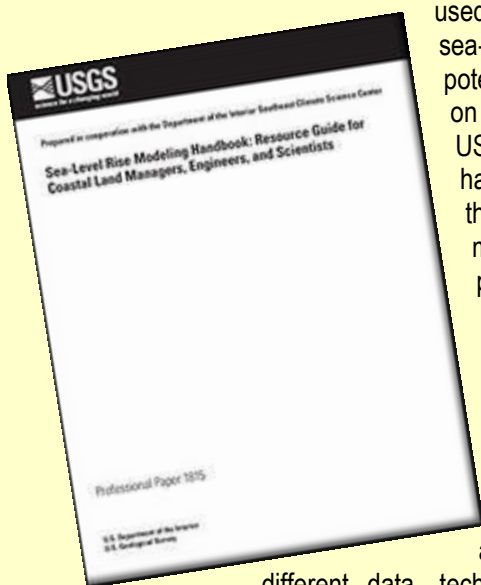 USGS
science for a changing world
Prepared in cooperation with the Department of the Interior Southeast Climate Science Center
Sea-Level Rise Modeling Handbook: Resource Guide for
Coastal Land Managers, Engineers, and Scientists
Professional Paper 1815
U.S. Department of the Interior
U.S. Geological Survey
used
sea-
pote
on
US
ha
th
n
p
a
different data, tech